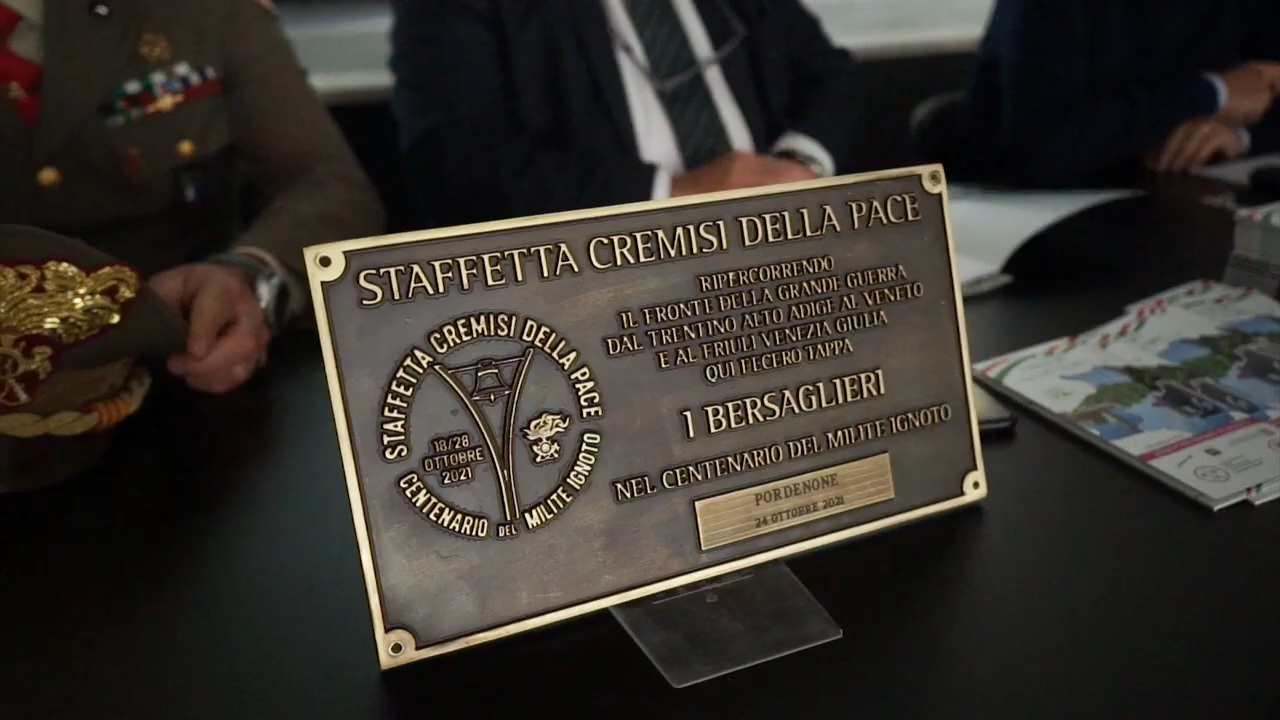 STAFFETTA CREMISI DELLA PACE
RIPERCORRENDO
IL FRONTE DELLA GRANDE GUERRA
DAL TRENTINO ALTO ADIGE AL VENETO
E AL FRIULI VENEZIA GIULIA
QUI FECERO TAPPA
I BERSAGLIERI
NEL CENTENARIO DEL MILITE IGNOTO
PORDENONE
24 OTTOBRE 2021
STAFFETTA CREMISI DELLA PACE
18/28
OTTOBRE
2021
CENTENARIO DEL MILITE IGNOTO